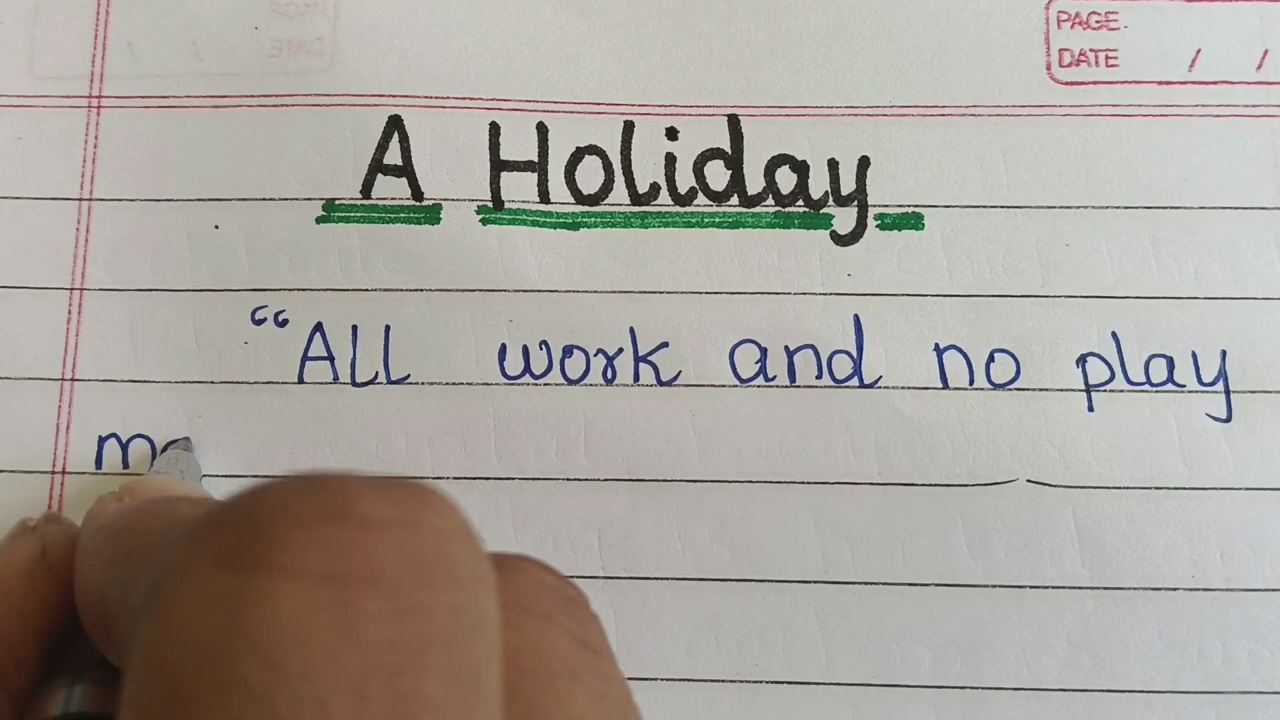 PAGE.
DATE / /
A Holiday
“All work and no play